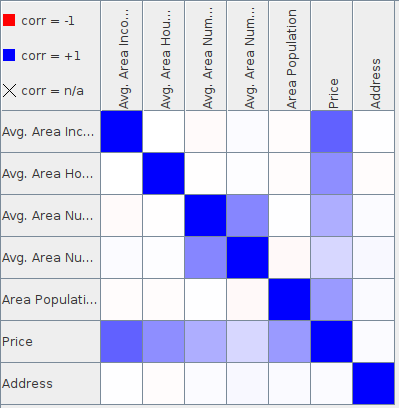 corr = -1
corr = +1
corr = n/a
Avg. Area Inco...
Avg. Area Hou...
Avg. Area Num...
Avg. Area Num...
Area Population
Price
Address
Avg. Area Inc...
Avg. Area Ho...
Avg. Area Nu...
Avg. Area Nu...
Area Populati...
Price
Address